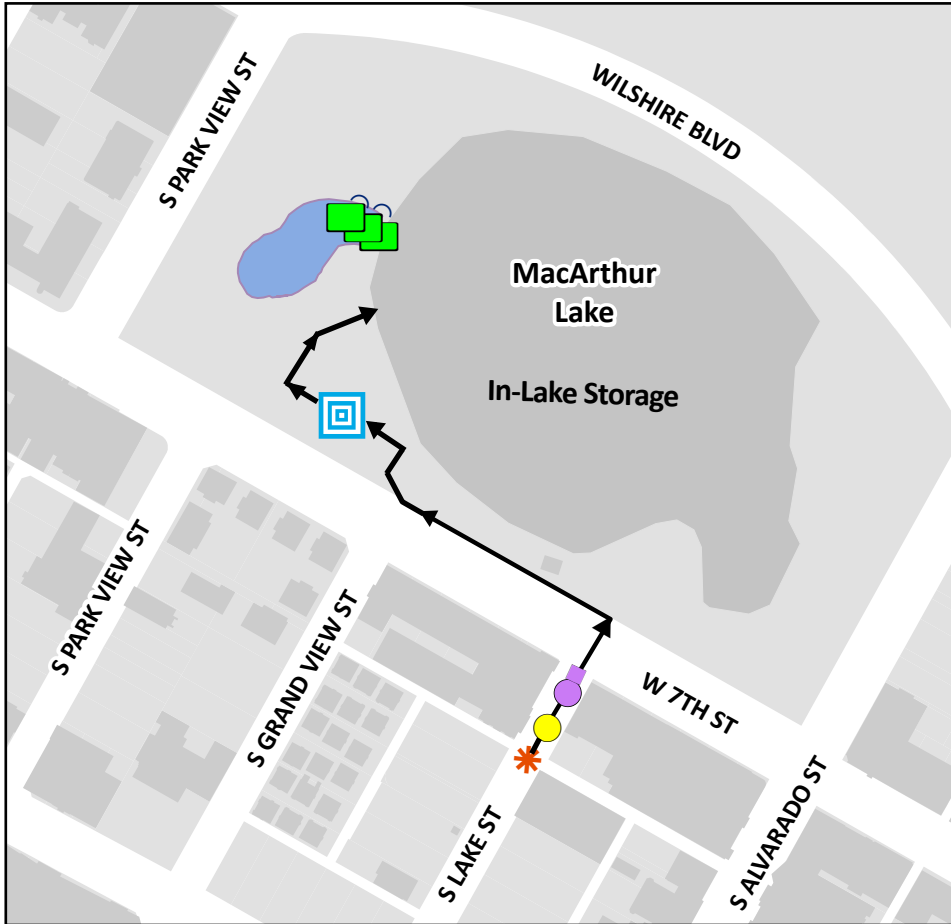 S PARK VIEW ST
WILSHIRE BLVD
MacArthur
Lake
In-Lake Storage
S PARK VIEW ST
S GRAND VIEW ST
W 7TH ST
S LAKE ST
S ALVARADO ST